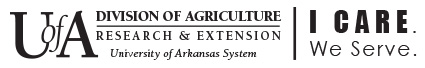 UofA
DIVISION OF AGRICULTURE
RESEARCH & EXTENSION
University of Arkansas System
I CARE.
We Serve.